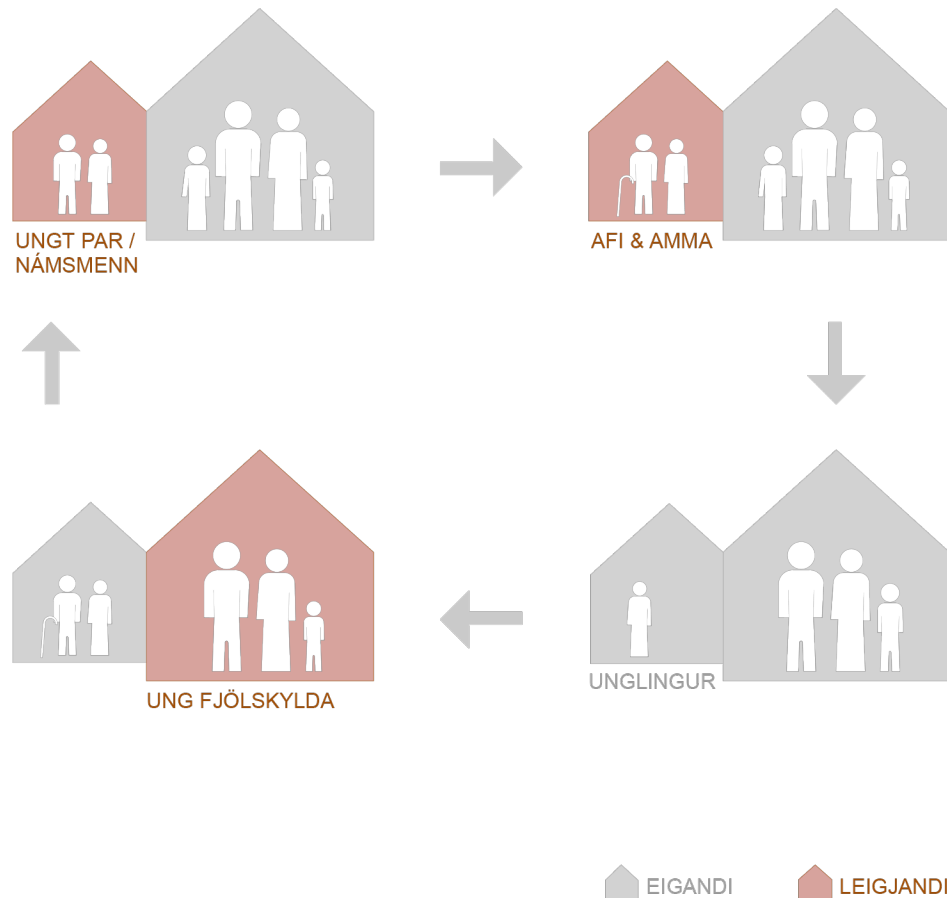 UNGT PAR /
NÁMSMENN
AFI & AMMA
UNG FJÖLSKYLDA
UNGLINGUR
EIGANDI
LEIGJANDI